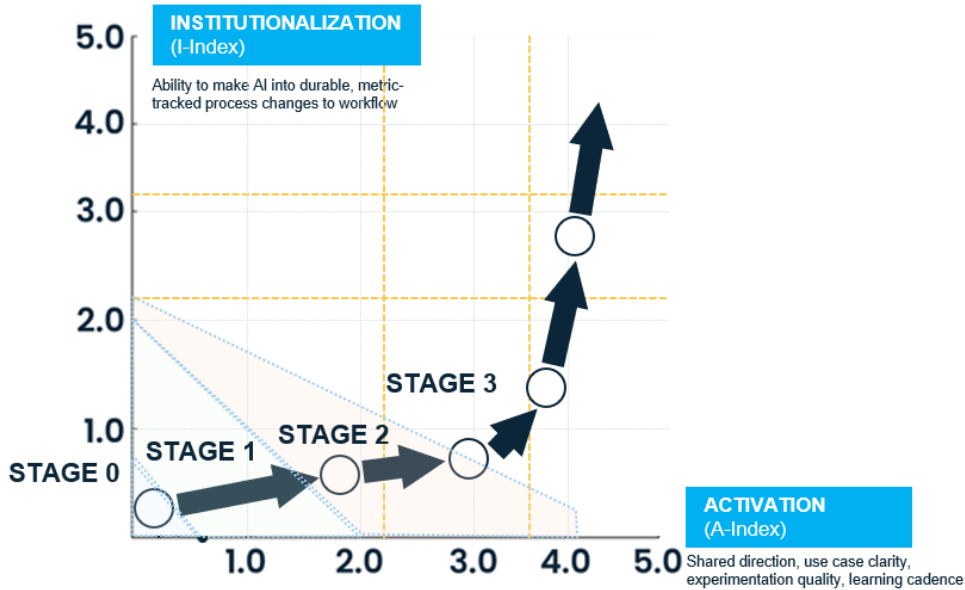 5.0
INSTITUTIONALIZATION
(I-Index)
Ability to make AI into durable, metric-
tracked process changes to workflow
4.0
3.0
2.0
STAGE 3
1.0
STAGE 2
STAGE 1
STAGE 0
ACTIVATION
(A-Index)
1.0 2.0 3.0 4.0 5.0
Shared direction, use case clarity,
experimentation quality, learning cadence